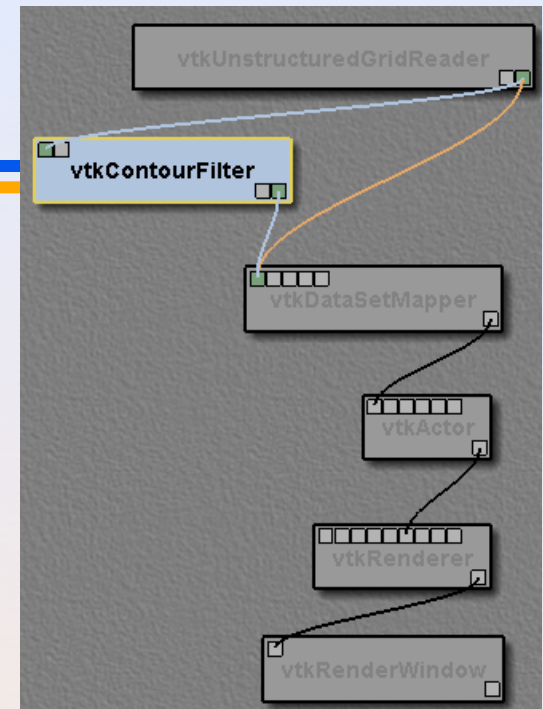 vtkUnstructuredGridReader
vtkContourFilter
vtkDataSetMapper
vtkActor
vtkRenderer
vtkRenderWindow